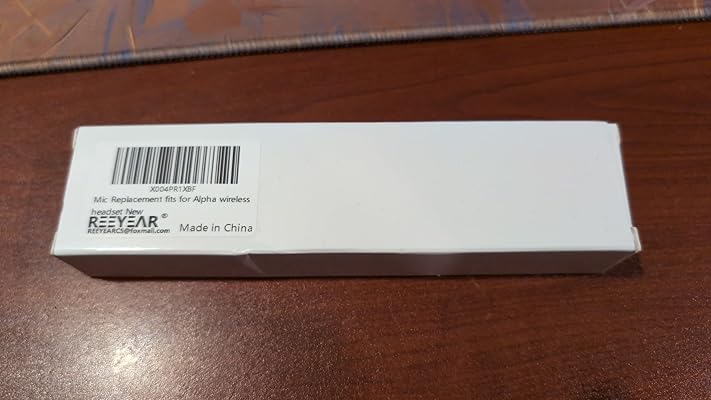 X004PR1XBF
Mic Replacement fits for Alpha wireless
headset New
REEYEAR®
REEYEARCS@foxmail.com
Made in China